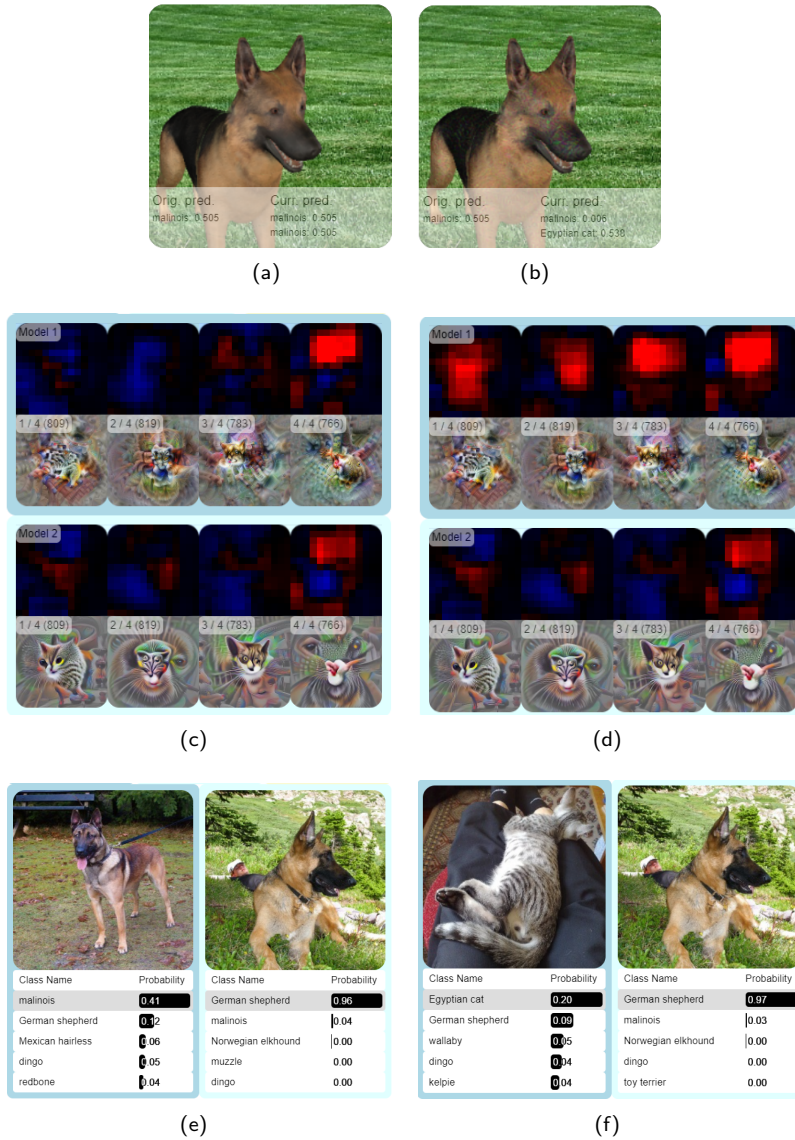 Orig. pred. Curr. pred.
malinois: 0.505 malinois: 0.505
malinois: 0.505
Orig. pred. Curr. pred.
malinois: 0.505 malinois: 0.006
Egyptian cat: 0.538
(a) (b)
Model 1
1 / 4 (809) 2 / 4 (819) 3 / 4 (783) 4 / 4 (766)
Model 2
1 / 4 (809) 2 / 4 (819) 3 / 4 (783) 4 / 4 (766)
(c)
Model 1
1 / 4 (809) 2 / 4 (819) 3 / 4 (783) 4 / 4 (766)
Model 2
1 / 4 (809) 2 / 4 (819) 3 / 4 (783) 4 / 4 (766)
(d)
Class Name Probability
malinois 0.41
German shepherd 0.12
Mexican hairless 0.06
dingo 0.05
redbone 0.04
Class Name Probability
German shepherd 0.96
malinois 0.04
Norwegian elkhound 0.00
muzzle 0.00
dingo 0.00
(e)
Class Name Probability
Egyptian cat 0.20
German shepherd 0.09
wallaby 0.05
dingo 0.04
kelpie 0.04
Class Name Probability
German shepherd 0.97
malinois 0.03
Norwegian elkhound 0.00
dingo 0.00
toy terrier 0.00
(f)